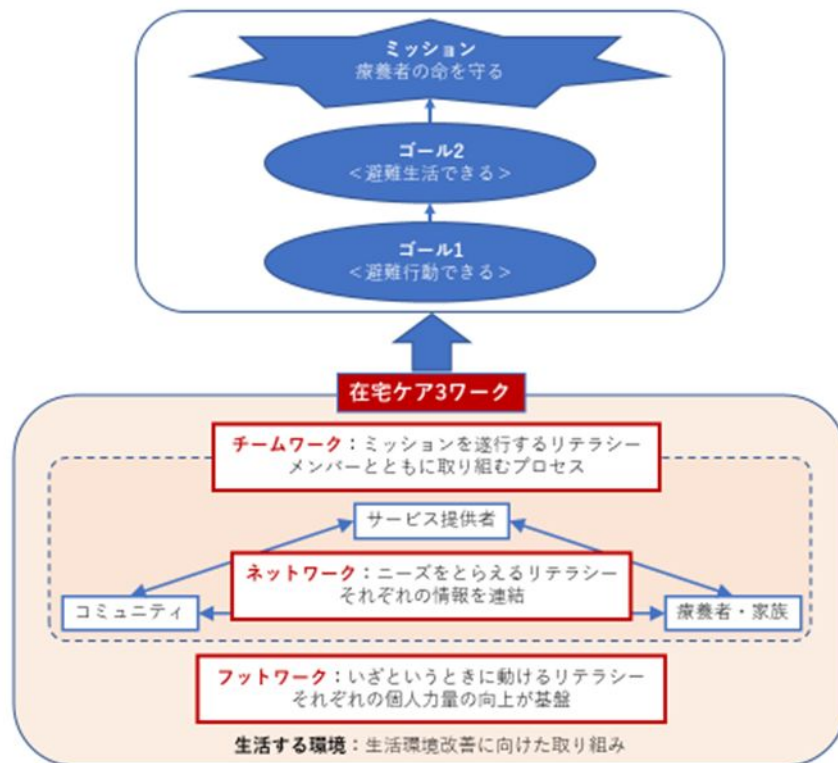 ミッション
療養者の命を守る
ゴール2
＜避難生活できる＞
ゴール1
＜避難行動できる＞
在宅ケア3ワーク
チームワーク：ミッションを遂行するリテラシー
メンバーとともに取り組むプロセス
サービス提供者
ネットワーク：ニーズをとらえるリテラシー
それぞれの情報を連結
コミュニティ
療養者・家族
フットワーク：いざというときに動けるリテラシー
それぞれの個人力量の向上が基盤
生活する環境：生活環境改善に向けた取り組み